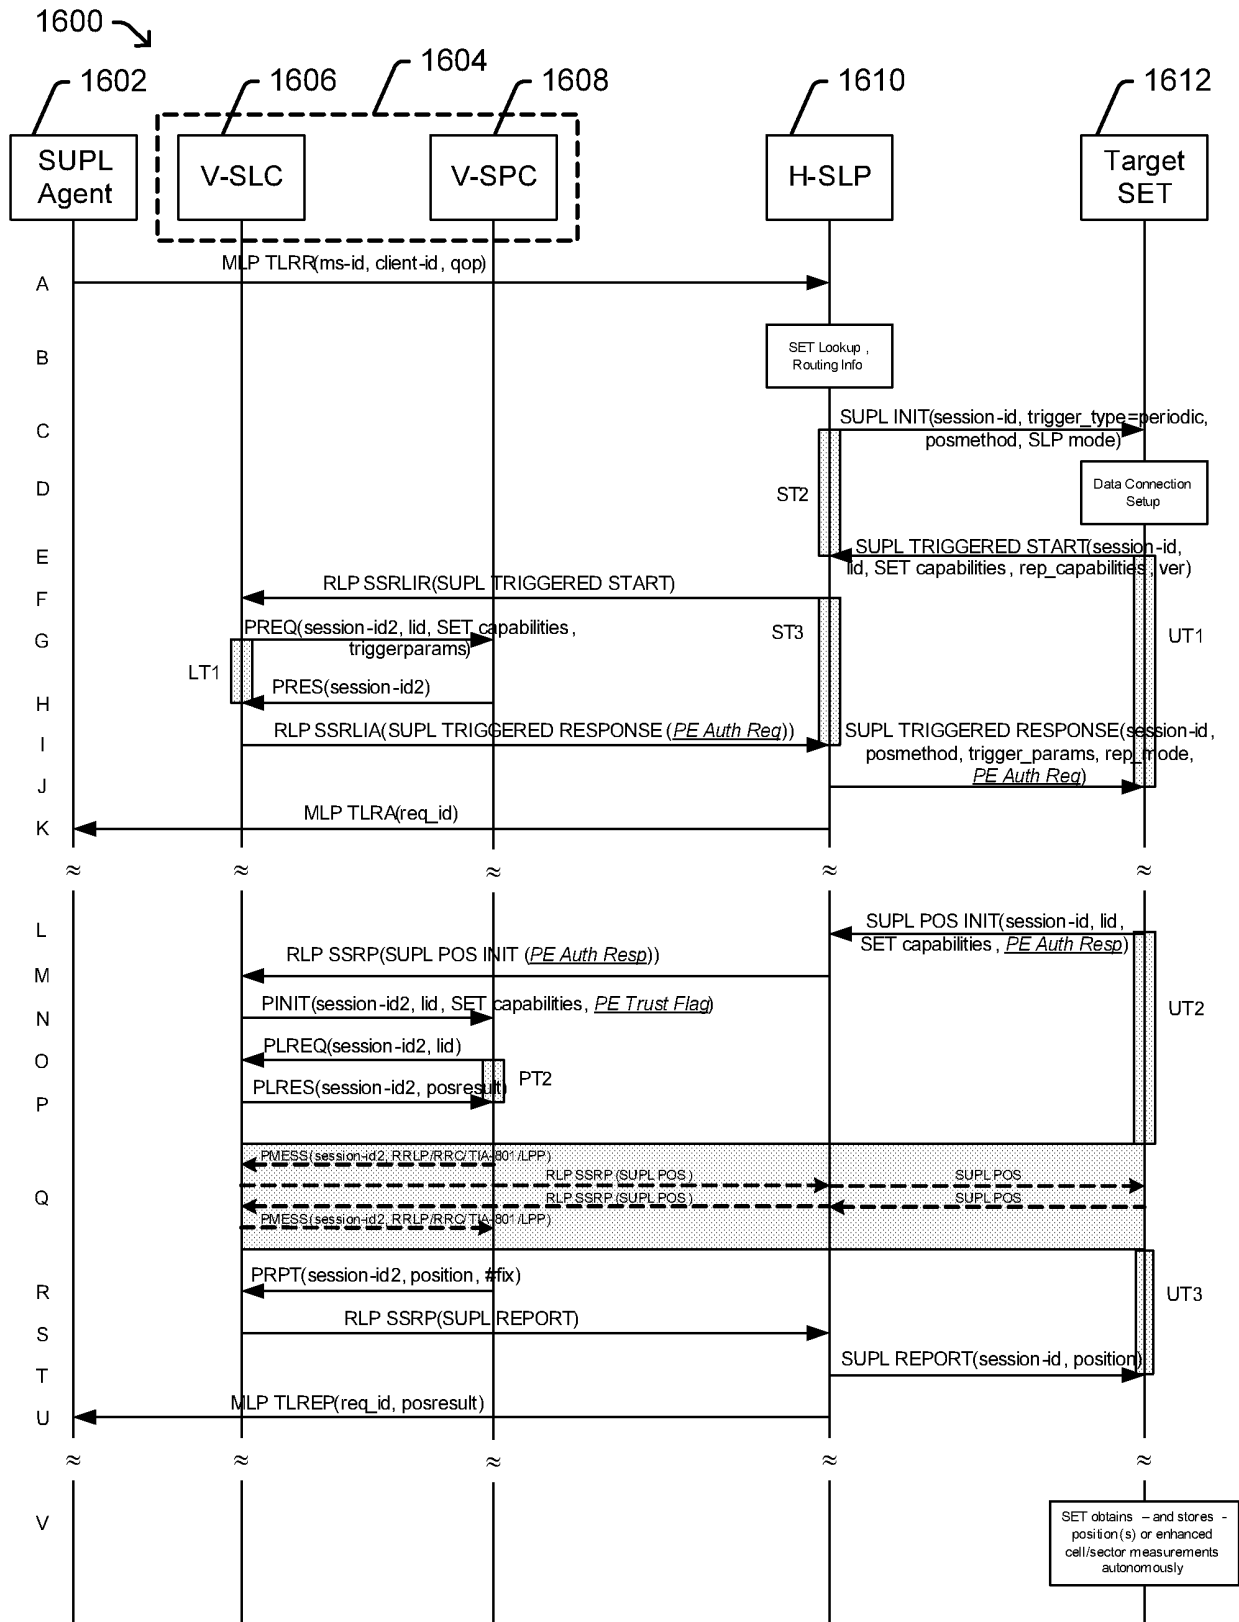 1600
1602
1606
1604
1608
1610
1612
SUPL
Agent
V-SLC
V-SPC
H-SLP
Target
SET
A
MLP TLRR(ms-id, client-id, qop)
B
SET Lookup ,
Routing Info
C
SUPL INIT(session-id, trigger_type=periodic,
posmethod, SLP mode)
D
ST2
Data Connection
Setup
E
SUPL TRIGGERED START(session-id,
lid, SET capabilities , rep_capabilities , ver)
F
RLP SSRLIR(SUPL TRIGGERED START)
G
PREQ(session-id2, lid, SET capabilities ,
triggerparams)
ST3
UT1
LT1
H
PRES(session-id2)
I
RLP SSRLIA(SUPL TRIGGERED RESPONSE (PE Auth Req))
SUPL TRIGGERED RESPONSE(session-id,
posmethod, trigger_params, rep_mode,
PE Auth Req)
J
K
MLP TLRA(req_id)
≈ ≈ ≈ ≈ ≈
L
SUPL POS INIT(session-id, lid,
SET capabilities , PE Auth Resp)
M
RLP SSRP(SUPL POS INIT (PE Auth Resp))
N
PINIT(session-id2, lid, SET capabilities, PE Trust Flag)
UT2
O
PLREQ(session-id2, lid)
PT2
P
PLRES(session-id2, posresult)
PMESS(session-id2, RRLP/RRC/TIA-801/LPP)
RLP SSRP (SUPL POS)
SUPL POS
Q
RLP SSRP (SUPL POS)
SUPL POS
PMESS(session-id2, RRLP/RRC/TIA-801/LPP)
R
PRPT(session-id2, position, #fix)
UT3
S
RLP SSRP(SUPL REPORT)
T
SUPL REPORT(session-id, position)
U
MLP TLREP(req_id, posresult)
≈ ≈ ≈ ≈ ≈
V
SET obtains – and stores -
position(s) or enhanced
cell/sector measurements
autonomously